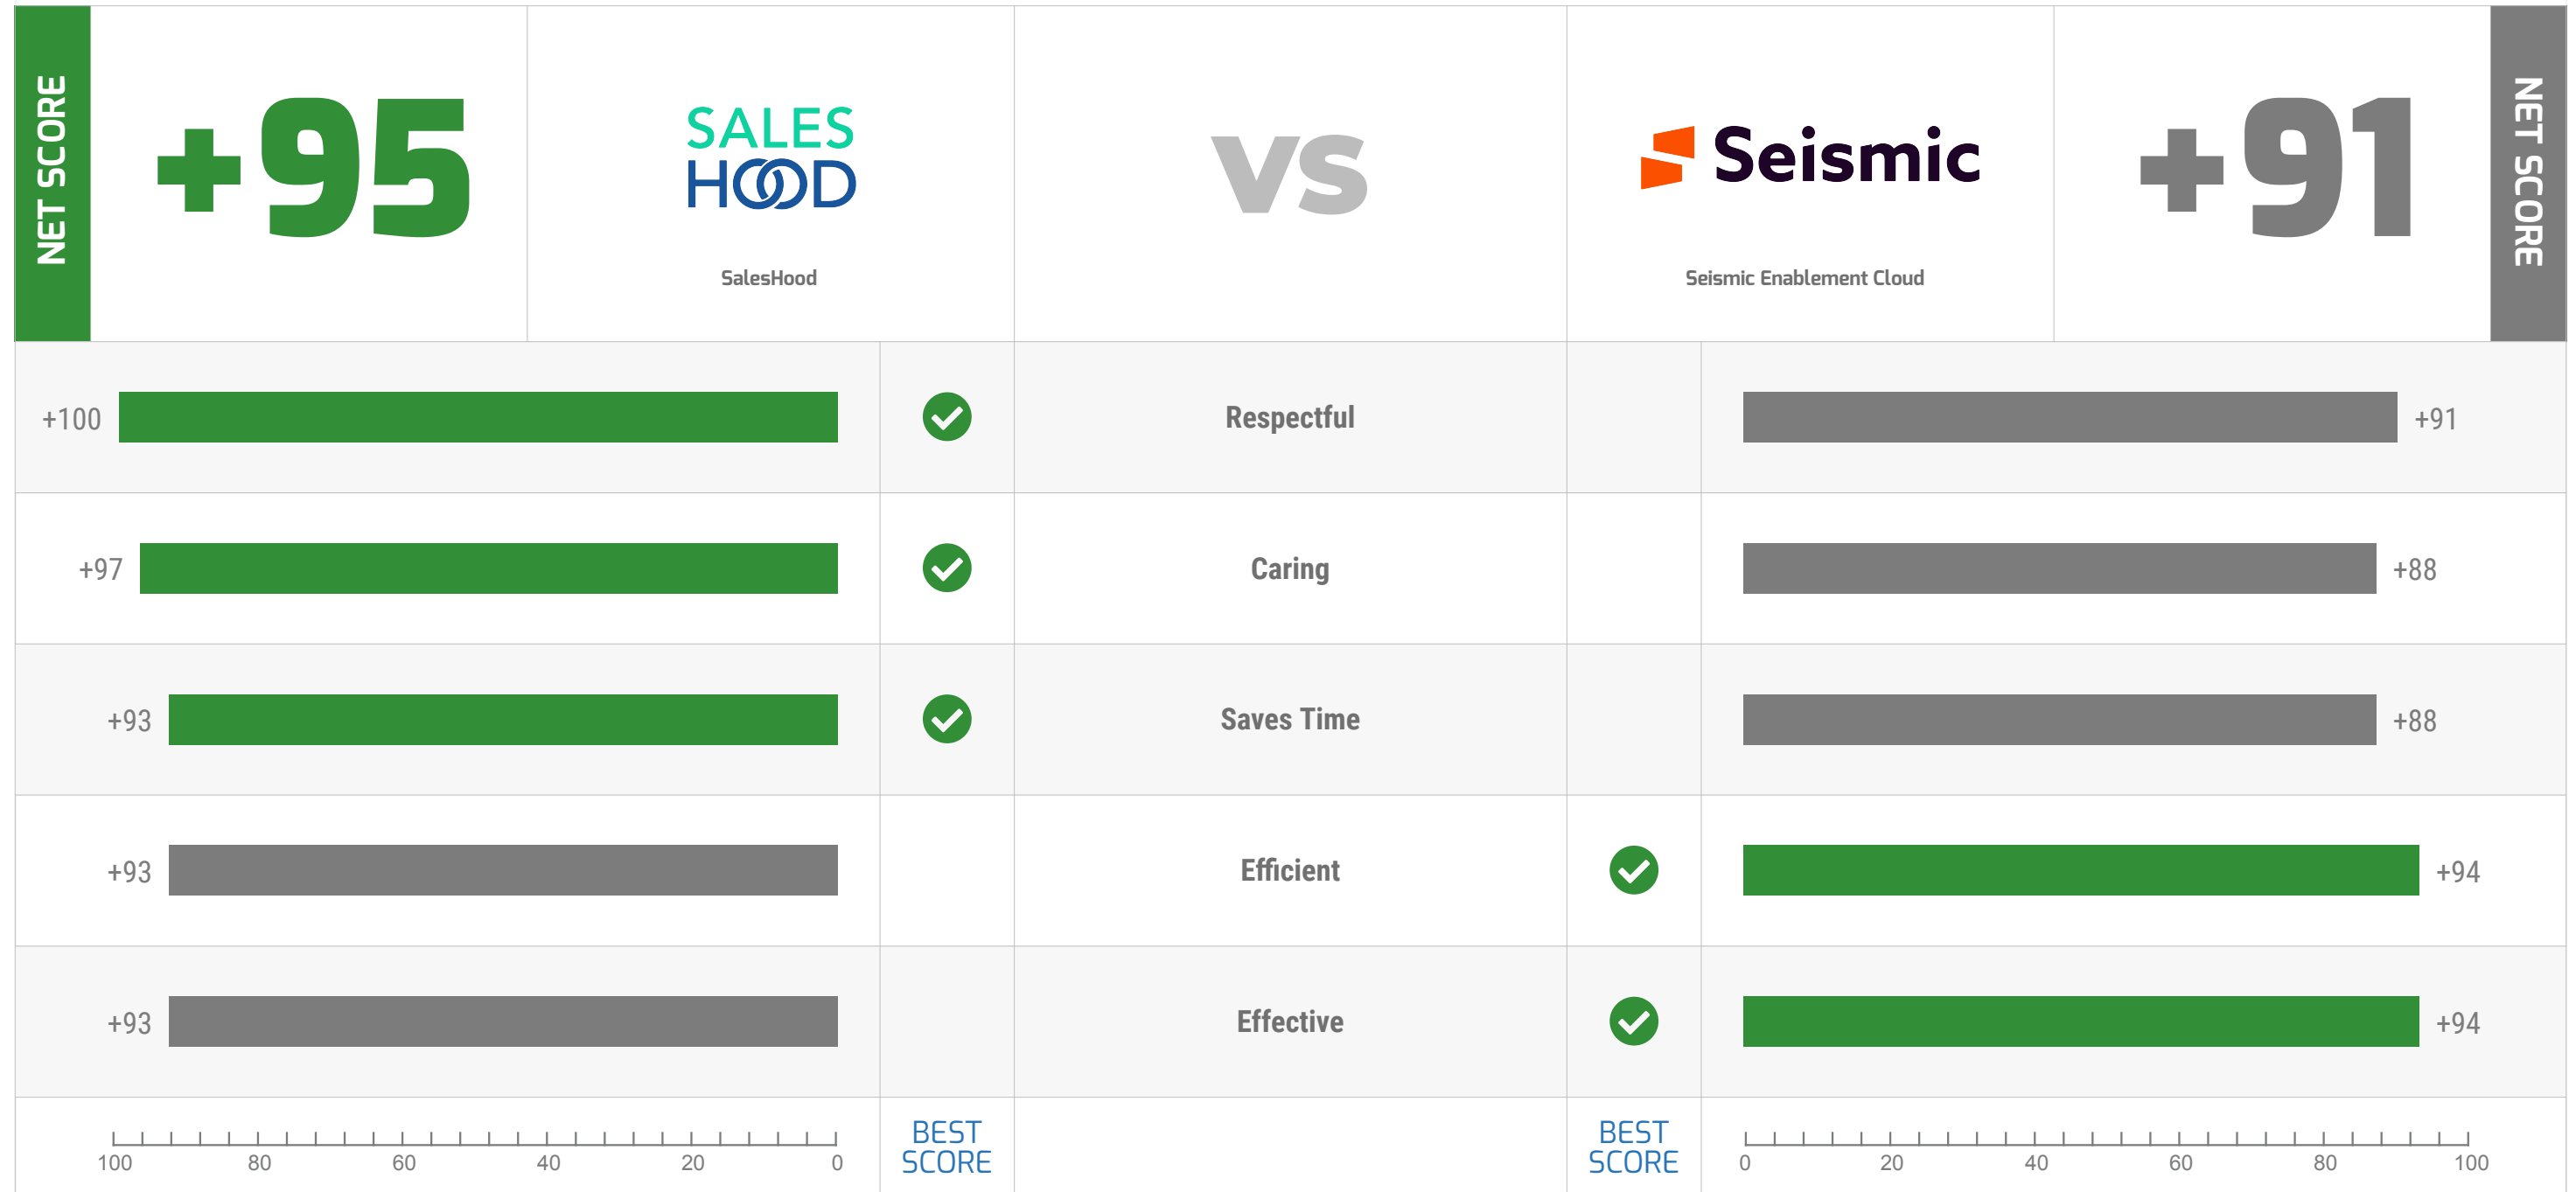 NET SCORE
+95
SALES
HOOD
SalesHood
VS
Seismic
Seismic Enablement Cloud
+91
NET SCORE
+100
Respectful
+91
+97
Caring
+88
+93
Saves Time
+88
+93
Efficient
+94
+93
Effective
+94
100 80 60 40 20 0
BEST
SCORE
BEST
SCORE
0 20 40 60 80 100